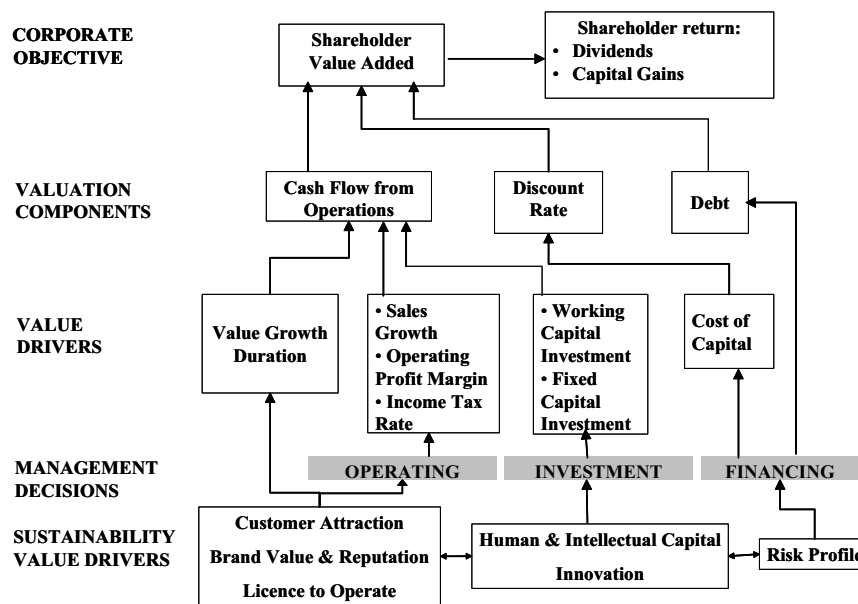 CORPORATE
OBJECTIVE
Shareholder
Value Added
Shareholder return:
• Dividends
• Capital Gains
VALUATION
COMPONENTS
Cash Flow from
Operations
Discount
Rate
Debt
VALUE
DRIVERS
Value Growth
Duration
• Sales
Growth
• Operating
Profit Margin
• Income Tax
Rate
• Working
Capital
Investment
• Fixed
Capital
Investment
Cost of
Capital
MANAGEMENT
DECISIONS
OPERATING
INVESTMENT
FINANCING
SUSTAINABILITY
VALUE DRIVERS
Customer Attraction
Brand Value & Reputation
Licence to Operate
Human & Intellectual Capital
Innovation
Risk Profile